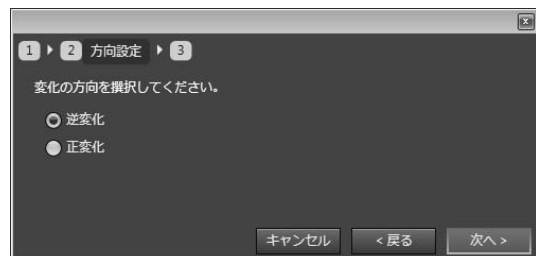 1 2 方向設定 3
変化の方向を撰択してください。
逆変化
正変化
キャンセル <戻る 次へ>